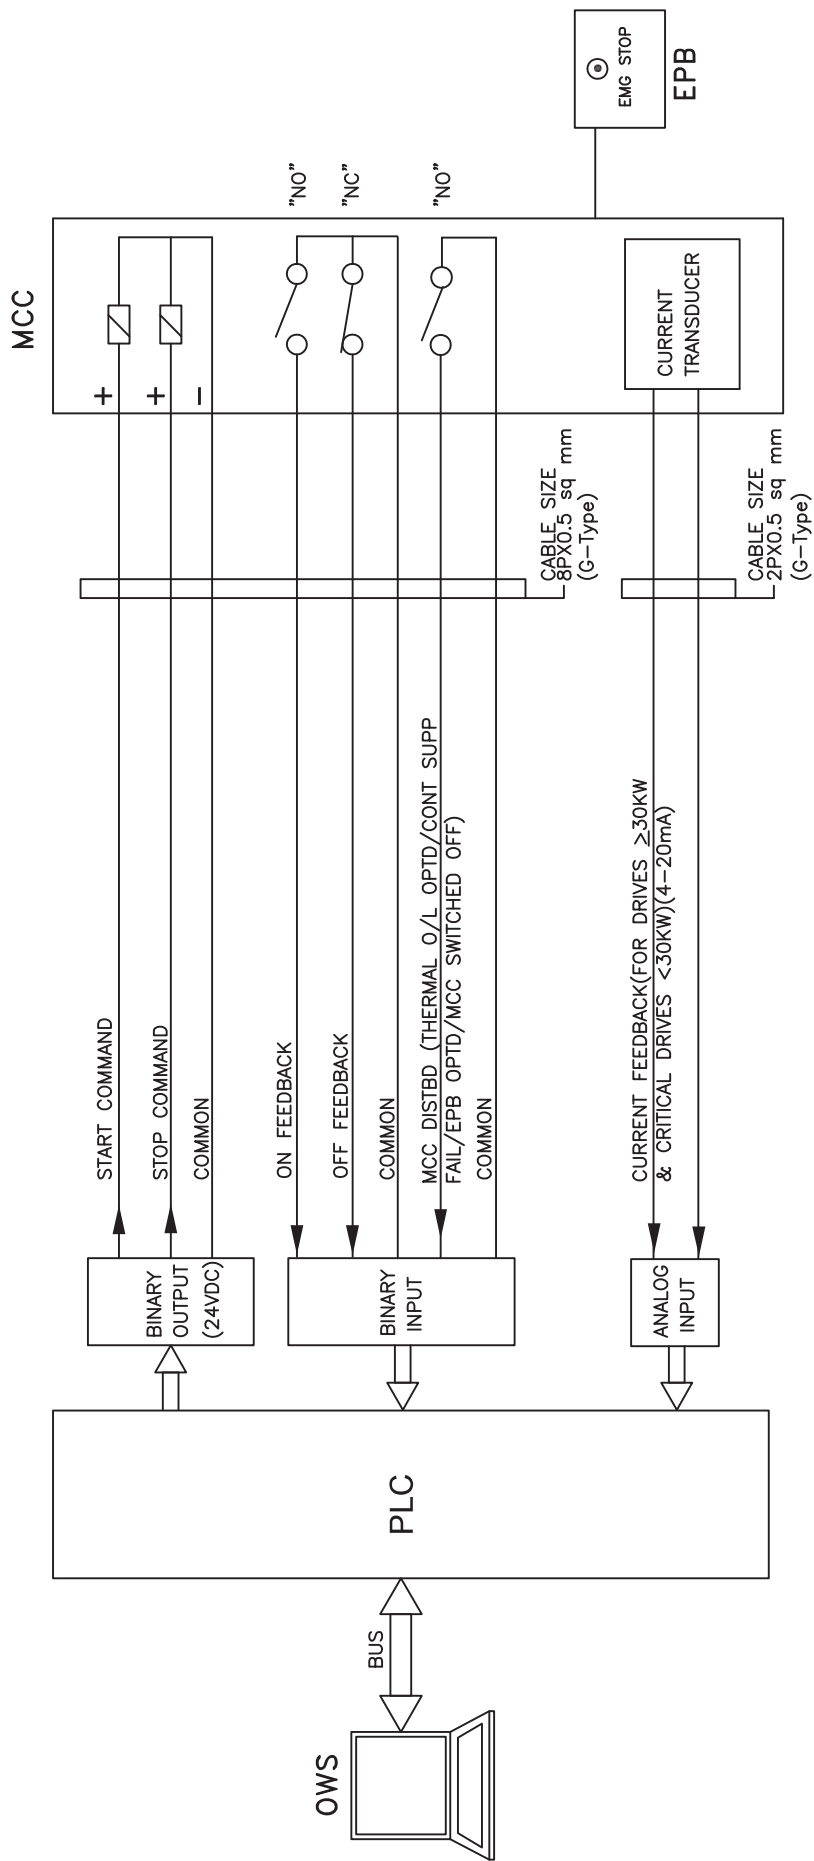 OWS
BUS
PLC
BINARY
OUTPUT
(24VDC)
START COMMAND
STOP COMMAND
COMMON
BINARY
INPUT
ON FEEDBACK
OFF FEEDBACK
COMMON
MCC DISTBD (THERMAL O/L OPTD/CONT SUPP
FAIL/EPB OPTD/MCC SWITCHED OFF)
COMMON
ANALOG
INPUT
CURRENT FEEDBACK(FOR DRIVES ≥30KW
& CRITICAL DRIVES <30KW)(4-20mA)
CABLE SIZE
8PX0.5 sq mm
(G-Type)
CABLE SIZE
2PX0.5 sq mm
(G-Type)
MCC
+
+
-
"NO"
"NC"
"NO"
CURRENT
TRANSDUCER
EMG STOP
EPB